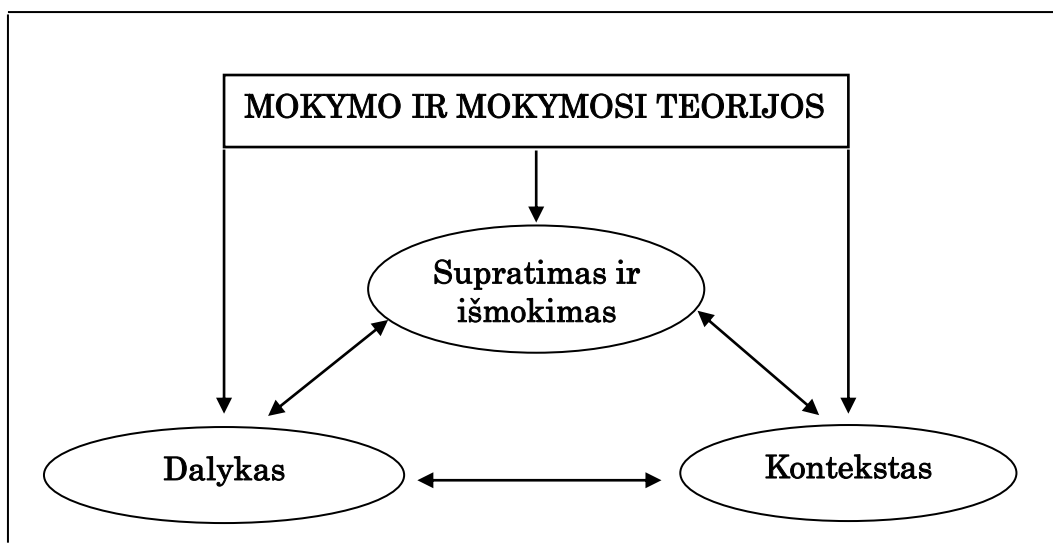 MOKYMO IR MOKYMOSI TEORIJOS
Supratimas ir
išmokimas
Dalykas
Kontekstas